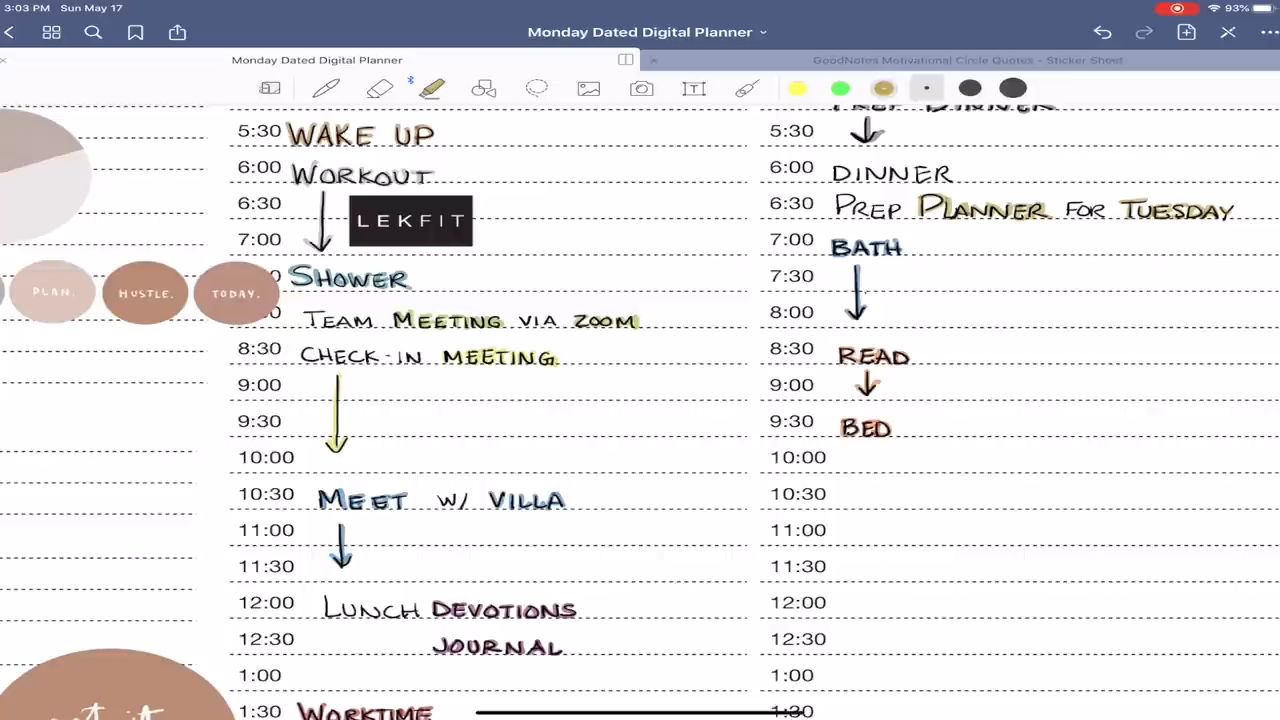 3:03 PM Sun May 17
93%
Monday Dated Digital Planner
Monday Dated Digital Planner
GoodNotes Motivational Circle Quotes - Sticker Sheet
5:30 WAKE UP
6:00 WORKOUT
6:30
LEKFIT
7:00
SHOWER
TEAM MEETING VIA ZOOM
8:30 CHECK-IN MEETING
9:00
9:30
10:00
10:30 MEET W/ VILLA
11:00
11:30
12:00 LUNCH DEVOTIONS
12:30 JOURNAL
1:00
1:30 WORKTIME
PLAN.
HUSTLE.
TODAY.
PREP DINNER
5:30
6:00 DINNER
6:30 PREP PLANNER FOR TUESDAY
7:00 BATH
7:30
8:00
8:30 READ
9:00
9:30 BED
10:00
10:30
11:00
11:30
12:00
12:30
1:00
1:30